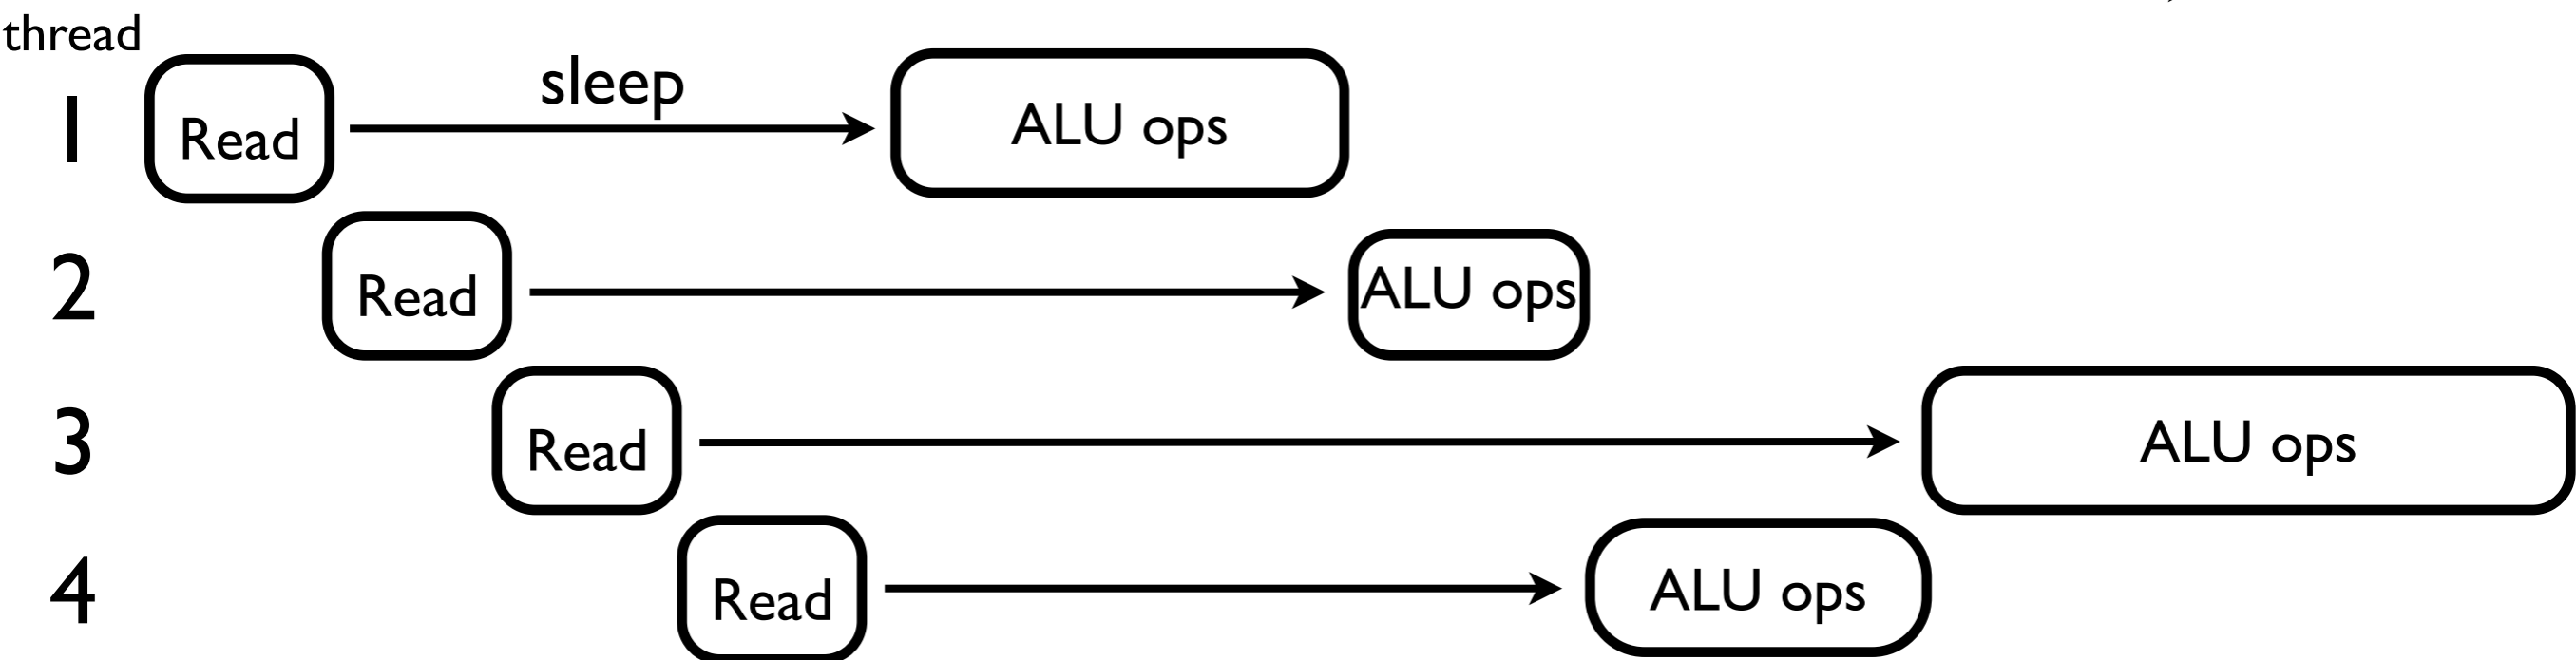 thread
1 Read sleep ALU ops
2 Read ALU ops
3 Read ALU ops
4 Read ALU ops